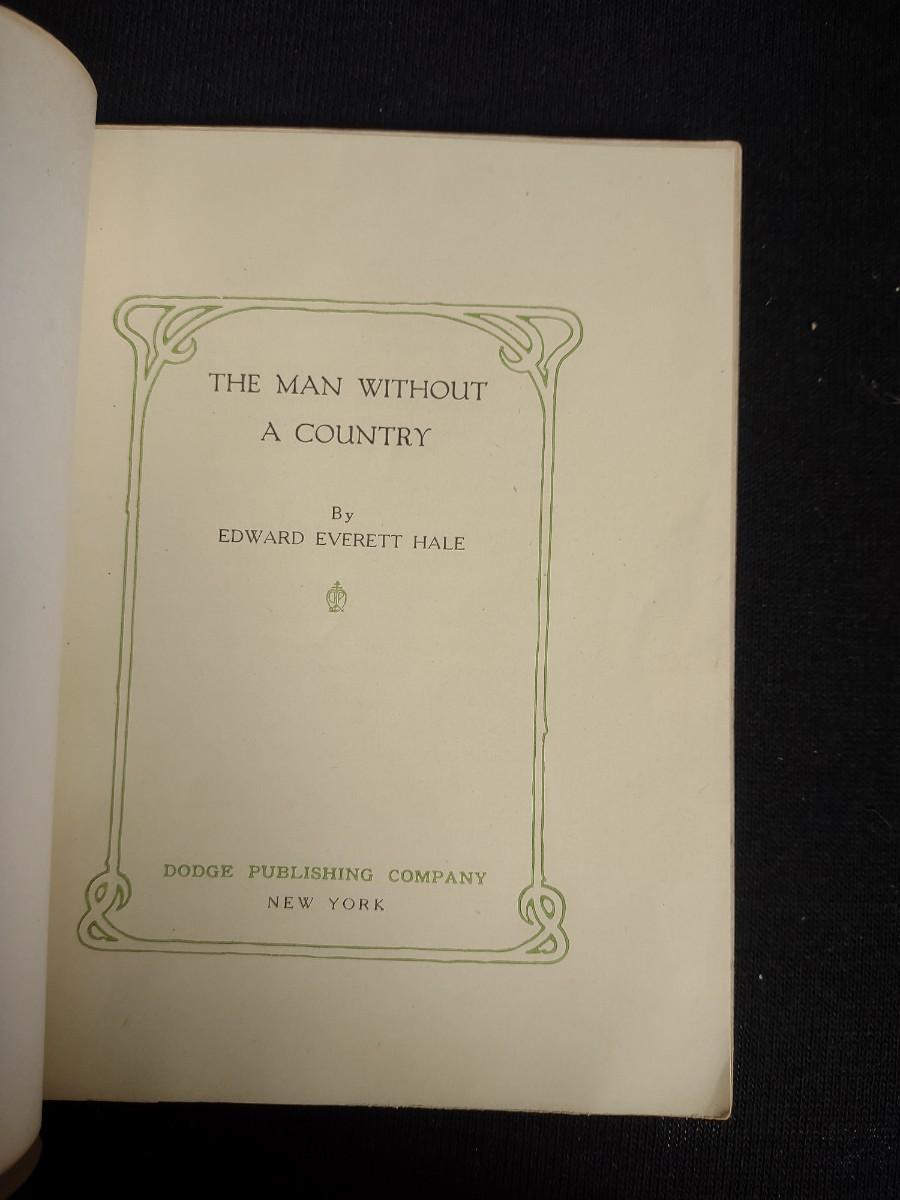 THE MAN WITHOUT
A COUNTRY
By
EDWARD EVERETT HALE
DODGE PUBLISHING COMPANY
NEW YORK